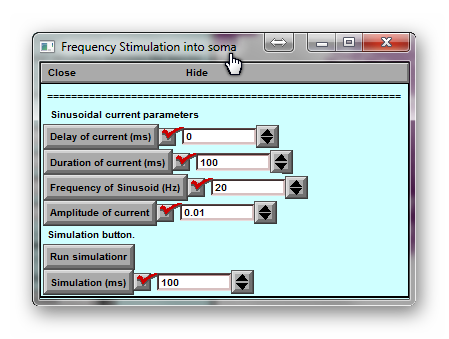 Frequency Stimulation into soma
Close Hide
============================================================
Sinusoidal current parameters
Delay of current (ms) 0
Duration of current (ms) 100
Frequency of Sinusoid (Hz) 20
Amplitude of current 0.01
Simulation button.
Run simulationr
Simulation (ms) 100